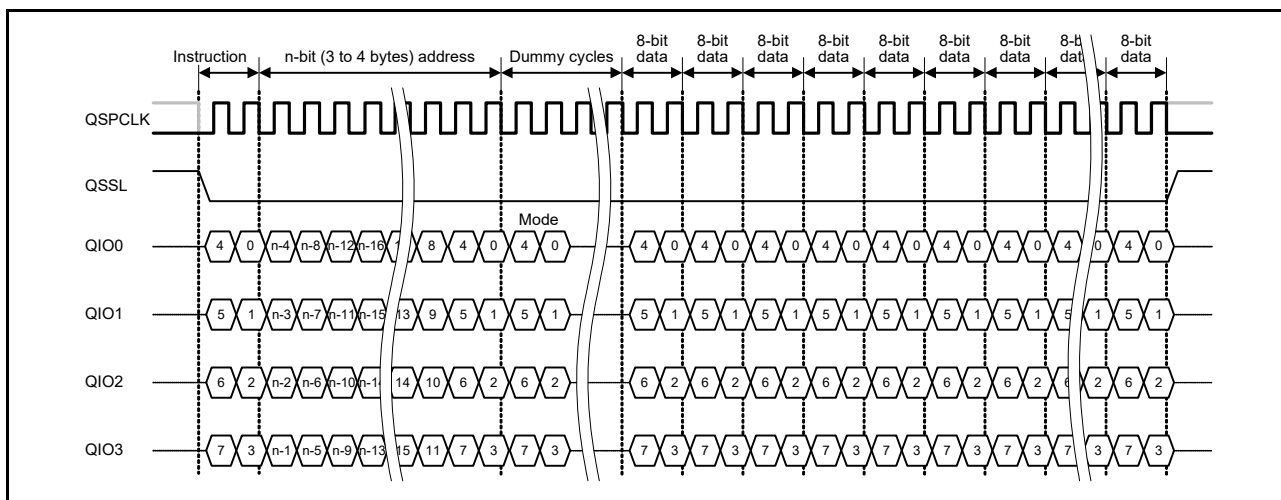 8-bit data 8-bit data 8-bit data 8-bit data 8-bit data 8-bit data 8-bit data 8-bit data 8-bit data
Instruction n-bit (3 to 4 bytes) address Dummy cycles
QSPCLK
QSSL
Mode
QIO0 4 0 n-4 n-8 n-12 n-16 8 4 0 4 0 4 0 4 0 4 0 4 0 4 0 4 0 4 0 4 0 4 0
QIO1 5 1 n-3 n-7 n-11 n-15 13 9 5 1 5 1 5 1 5 1 5 1 5 1 5 1 5 1 5 1 5 1 5 1
QIO2 6 2 n-2 n-6 n-10 n-14 14 10 6 2 6 2 6 2 6 2 6 2 6 2 6 2 6 2 6 2 6 2 6 2
QIO3 7 3 n-1 n-5 n-9 n-13 15 11 7 3 7 3 7 3 7 3 7 3 7 3 7 3 7 3 7 3 7 3 7 3